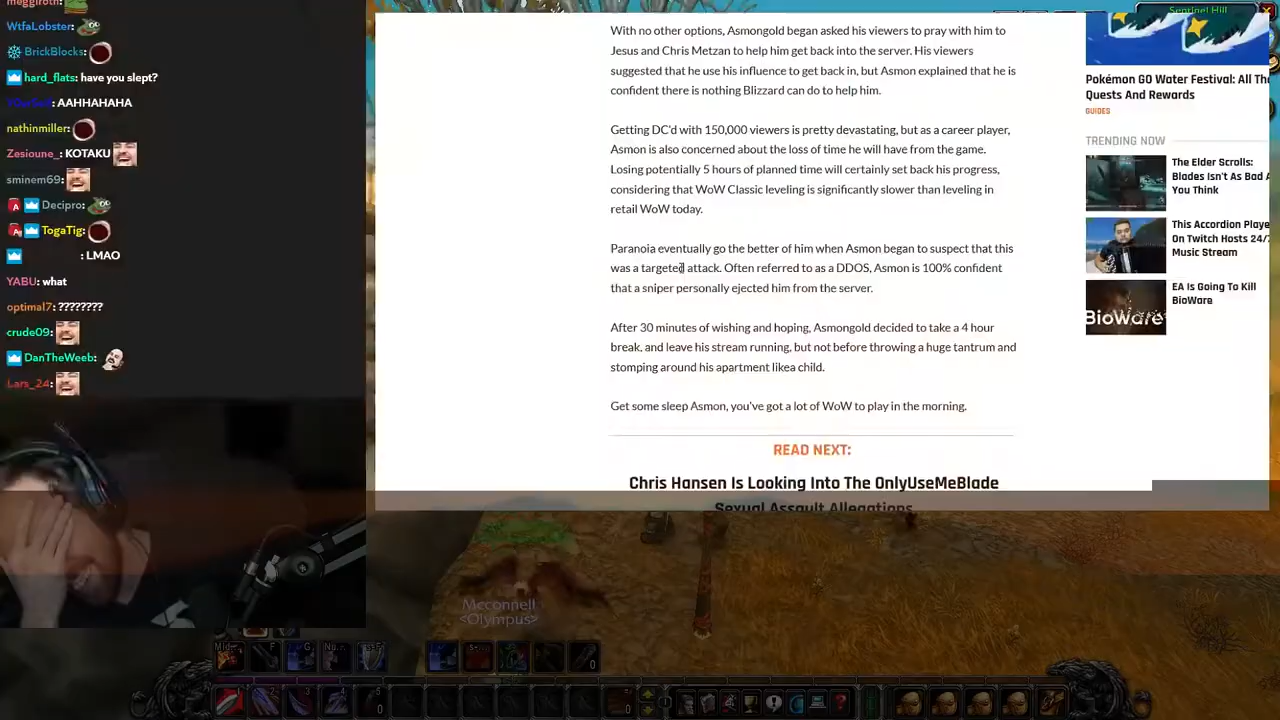 meggiroth:
WtfaLobster:
BrickBlocks:
hard_flats: have you slept?
AAHHAHAHA
nathinmiller:
Zesioune_: KOTAKU
sminem69:
Decipro:
TogaTig:
: LMAO
YABU: what
optimal7: ????????
crude09:
DanTheWeeb:
Lars_24:
With no other options, Asmongold began asked his viewers to pray with him to
Jesus and Chris Metzan to help him get back into the server. His viewers
suggested that he use his influence to get back in, but Asmon explained that he is
confident there is nothing Blizzard can do to help him.
Getting DC'd with 150,000 viewers is pretty devastating, but as a career player,
Asmon is also concerned about the loss of time he will have from the game.
Losing potentially 5 hours of planned time will certainly set back his progress,
considering that WoW Classic leveling is significantly slower than leveling in
retail WoW today.
Paranoia eventually go the better of him when Asmon began to suspect that this
was a targeted attack. Often referred to as a DDOS, Asmon is 100% confident
that a sniper personally ejected him from the server.
After 30 minutes of wishing and hoping, Asmongold decided to take a 4 hour
break, and leave his stream running, but not before throwing a huge tantrum and
stomping around his apartment likea child.
Get some sleep Asmon, you've got a lot of WoW to play in the morning.
READ NEXT:
Chris Hansen Is Looking Into The OnlyUseMeBlade
Sexual Assault Allegations
Sentinel Hill
Pokémon GO Water Festival: All The
Quests And Rewards
GUIDES
TRENDING NOW
The Elder Scrolls:
Blades Isn't As Bad A
You Think
This Accordion Playe
On Twitch Hosts 24/7
Music Stream
EA Is Going To Kill
BioWare
BioWare
Mcconnell
<Olympus>
F
G
0
0
0